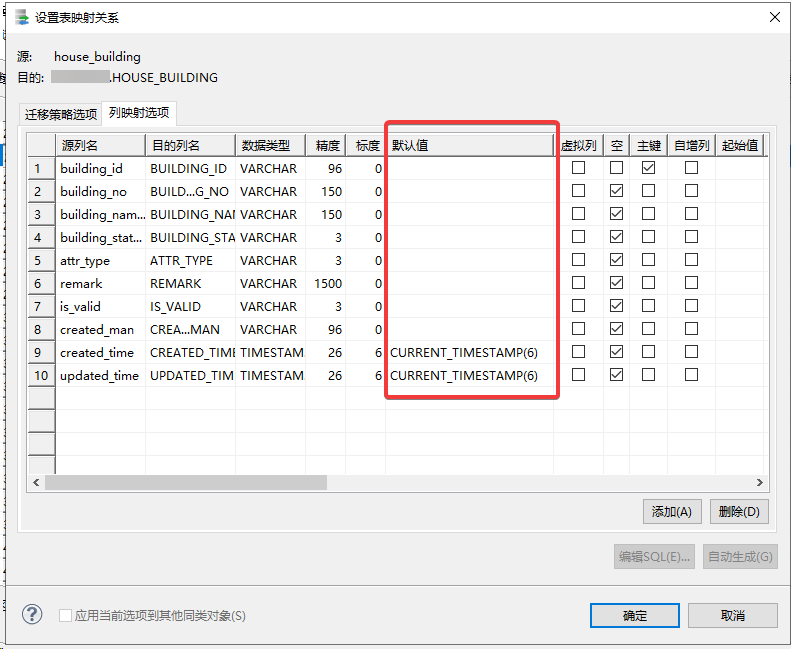 设置表映射关系
源: house_building
目的: .HOUSE_BUILDING
迁移策略选项 列映射选项
源列名 目的列名 数据类型 精度 标度 默认值 虚拟列 空 主键 自增列 起始值
1 building_id BUILDING_ID VARCHAR 96 0
2 building_no BUILD...G_NO VARCHAR 150 0
3 building_nam... BUILDING_NAI VARCHAR 150 0
4 building_stat... BUILDING_STA VARCHAR 3 0
5 attr_type ATTR_TYPE VARCHAR 3 0
6 remark REMARK VARCHAR 1500 0
7 is_valid IS_VALID VARCHAR 3 0
8 created_man CREA...MAN VARCHAR 96 0
9 created_time CREATED_TIME TIMESTAM 26 6 CURRENT_TIMESTAMP(6)
10 updated_time UPDATED_TIM TIMESTAM 26 6 CURRENT_TIMESTAMP(6)
添加(A) 删除(D)
编辑SQL(E)... 自动生成(G)
应用当前选项到其他同类对象(S) 确定 取消